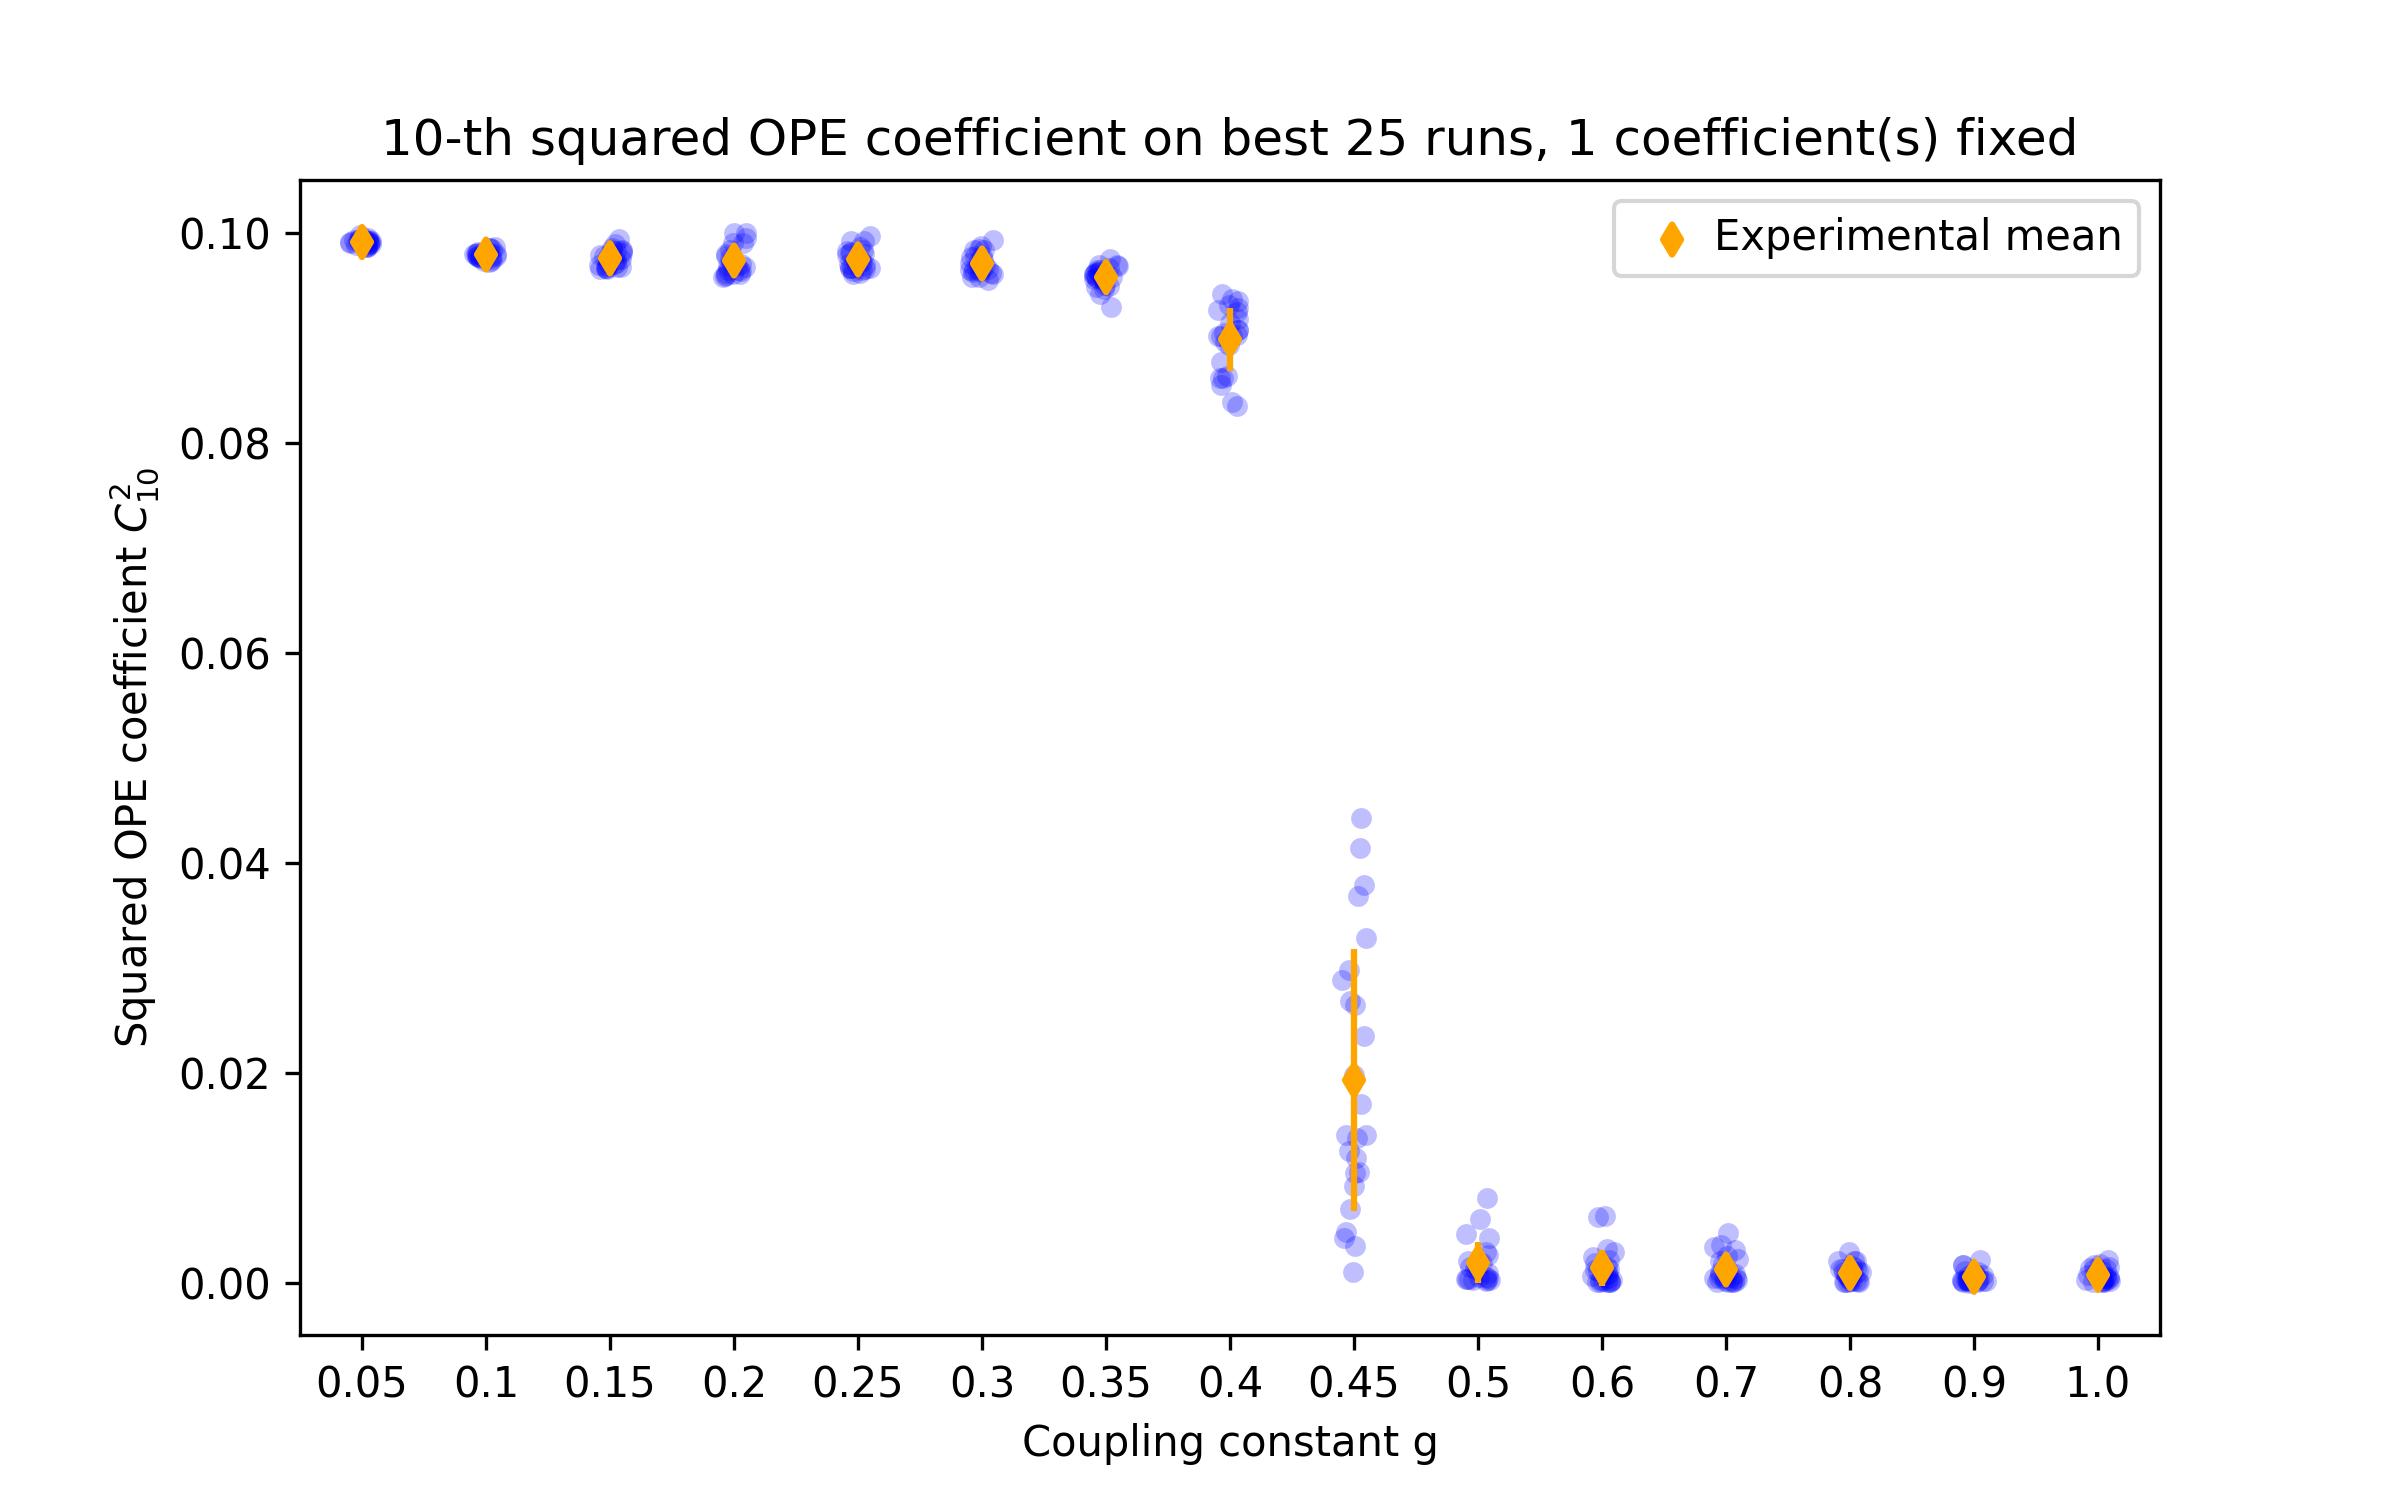 10-th squared OPE coefficient on best 25 runs, 1 coefficient(s) fixed
Experimental mean
Squared OPE coefficient C²₁₀
0.10
0.08
0.06
0.04
0.02
0.00
0.05 0.1 0.15 0.2 0.25 0.3 0.35 0.4 0.45 0.5 0.6 0.7 0.8 0.9 1.0
Coupling constant g